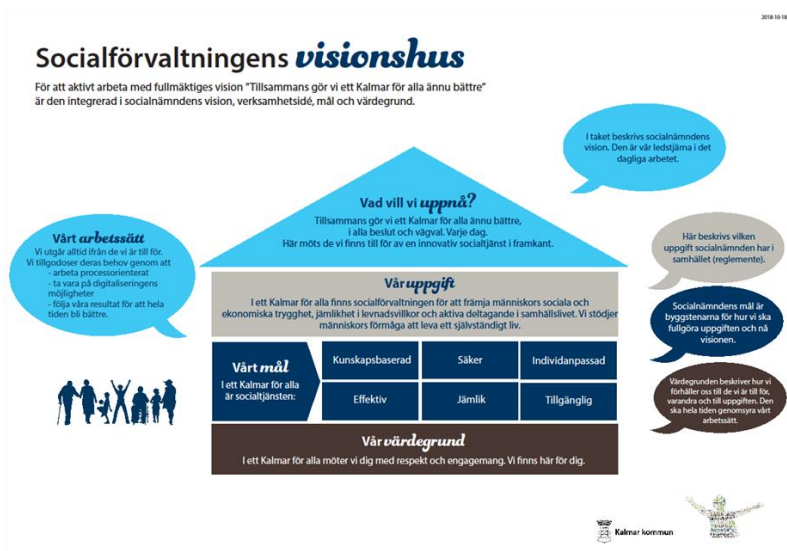 2018-10-18
Socialförvaltningens visionshus
För att aktivt arbeta med fullmäktiges vision "Tillsammans gör vi ett Kalmar för alla ännu bättre"
är den integrerad i socialnämndens vision, verksamhetsidé, mål och värdegrund.
I taket beskrivs socialnämndens
vision. Den är vår ledstjärna i det
dagliga arbetet.
Vad vill vi uppnå?
Tillsammans gör vi ett Kalmar för alla ännu bättre,
i alla beslut och vägval. Varje dag.
Här möts de vi finns till för av en innovativ socialtjänst i framkant.
Vårt arbetssätt
Vi utgår alltid ifrån de vi är till för.
Vi tillgodoser deras behov genom att
- arbeta processorienterat
- ta vara på digitaliseringens
möjligheter
- följa våra resultat för att hela
tiden bli bättre.
Här beskrivs vilken
uppgift socialnämnden har i
samhället (reglemente).
Vår uppgift
I ett Kalmar för alla finns socialförvaltningen för att främja människors sociala och
ekonomiska trygghet, jämlikhet i levnadsvillkor och aktiva deltagande i samhällslivet. Vi stödjer
människors förmåga att leva ett självständigt liv.
Socialnämndens mål är
byggstenarna för hur vi ska
fullgöra uppgiften och nå
visionen.
Vårt mål
I ett Kalmar för alla
är socialtjänsten:
Kunskapsbaserad
Säker
Individanpassad
Effektiv
Jämlik
Tillgänglig
Värdegrunden beskriver hur vi
förhåller oss till de vi är till för,
varandra och till uppgiften. Den
ska hela tiden genomsyra vårt
arbetssätt.
Vår värdegrund
I ett Kalmar för alla möter vi dig med respekt och engagemang. Vi finns här för dig.
Kalmar kommun